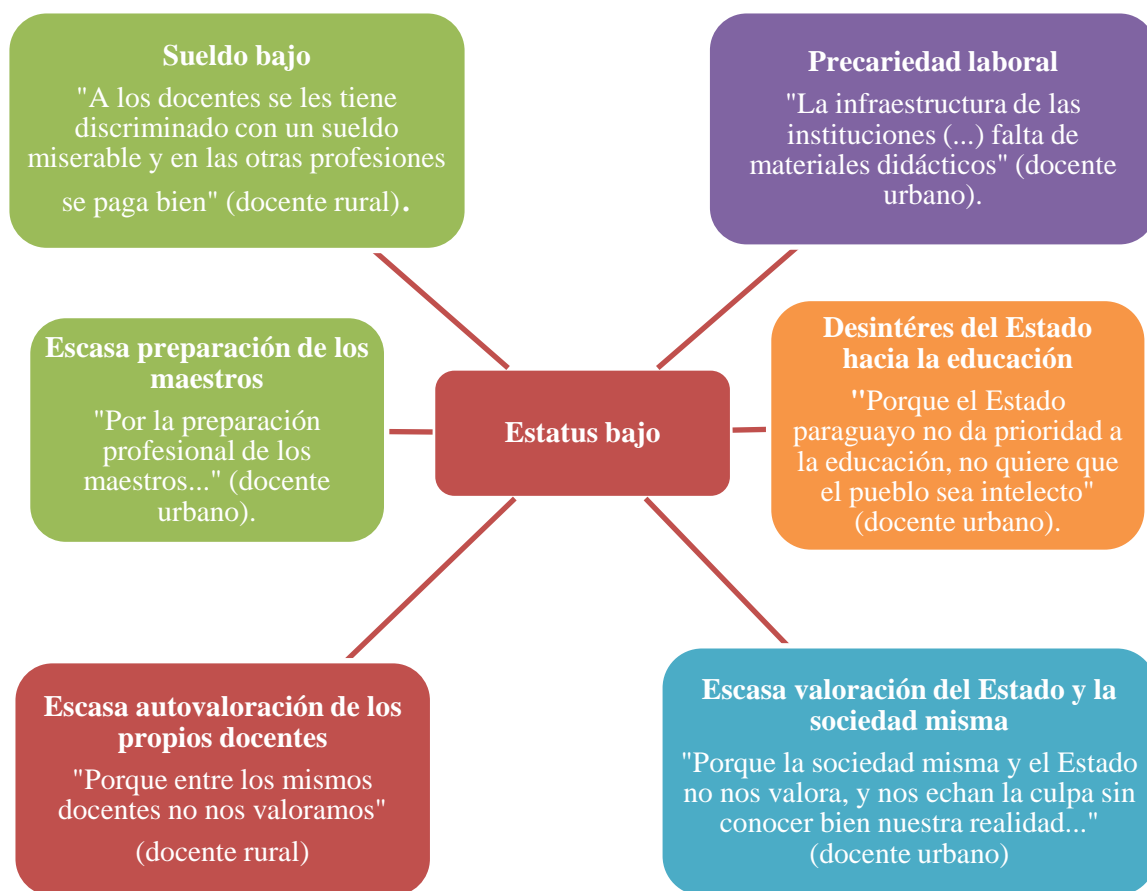 Sueldo bajo
"A los docentes se les tiene
discriminado con un sueldo
miserable y en las otras profesiones
se paga bien" (docente rural).
Precariedad laboral
"La infraestructura de las
instituciones (...) falta de
materiales didácticos" (docente
urbano).
Escasa preparación de los
maestros
"Por la preparación
profesional de los
maestros..." (docente
urbano).
Estatus bajo
Desintéres del Estado
hacia la educación
"Porque el Estado
paraguayo no da prioridad a
la educación, no quiere que
el pueblo sea intelecto"
(docente urbano).
Escasa autovaloración de los
propios docentes
"Porque entre los mismos
docentes no nos valoramos"
(docente rural)
Escasa valoración del Estado y la
sociedad misma
"Porque la sociedad misma y el Estado
no nos valora, y nos echan la culpa sin
conocer bien nuestra realidad..."
(docente urbano)